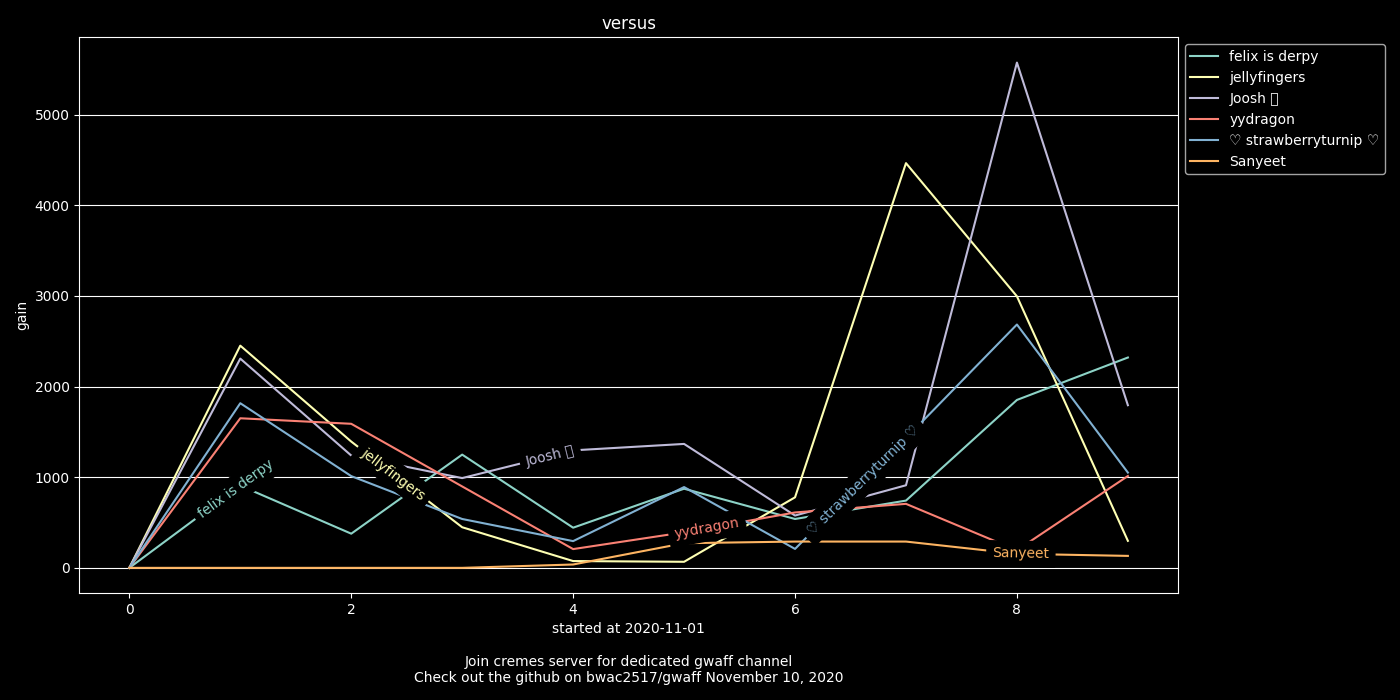 versus
felix is derpy
jellyfingers
Joosh
yydragon
♡ strawberryturnip ♡
Sanyeet
5000
4000
3000
2000
1000
0
gain
felix is derpy
jellyfingers
Joosh
yydragon
♡ strawberryturnip ♡
Sanyeet
0 2 4 6 8
started at 2020-11-01
Join cremes server for dedicated gwaff channel
Check out the github on bwac2517/gwaff November 10, 2020